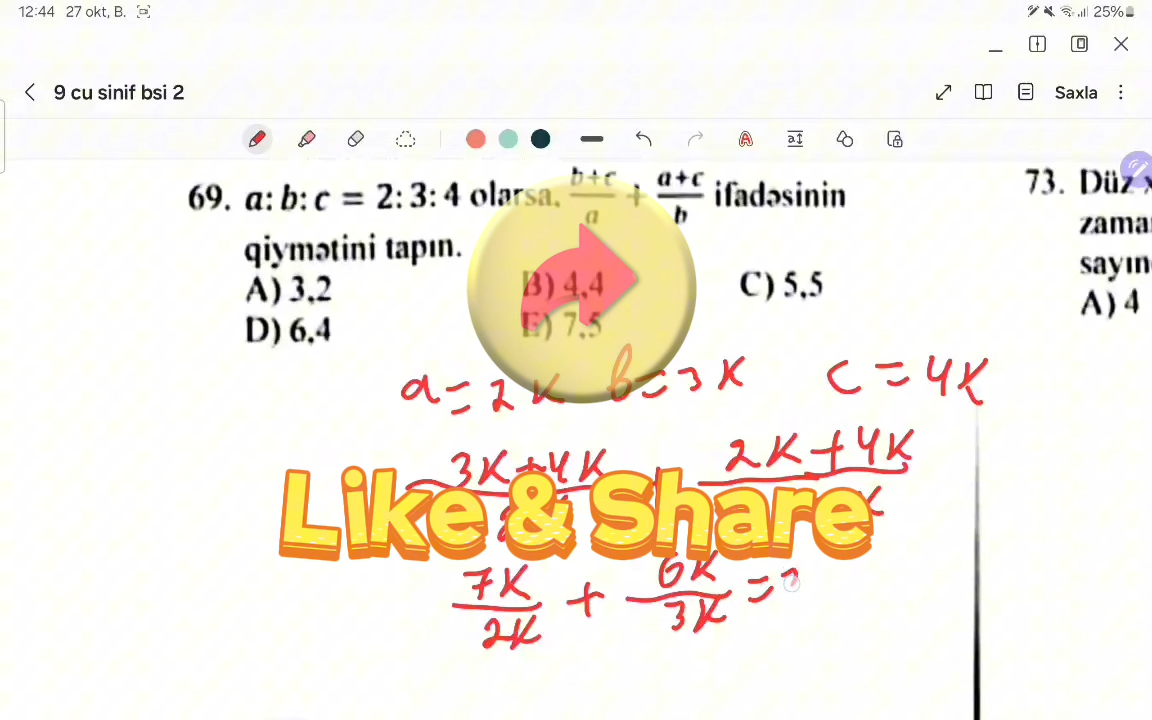 12:44 27 okt, B. 25%
9 cu sinif bsi 2 Saxla
69. a: b: c = 2: 3: 4 olarsa, b+c/a + a+c/b ifadəsinin
qiymətini tapın.
A) 3,2 B) 4,4 C) 5,5
D) 6,4 E) 7,5
73. Düz
zama
sayın
A) 4
a = 2K b = 3K c = 4K
3K+4K 2K+4K
Like & Share
7K/2K + 6K/3K =